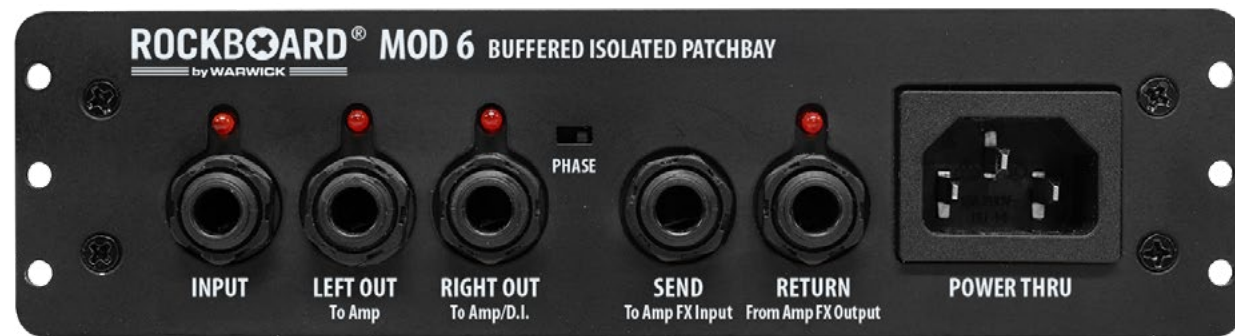 ROCKBOARD® MOD 6 BUFFERED ISOLATED PATCHBAY
by WARWICK
PHASE
INPUT
LEFT OUT
To Amp
RIGHT OUT
To Amp/D.I.
SEND
To Amp FX Input
RETURN
From Amp FX Output
POWER THRU